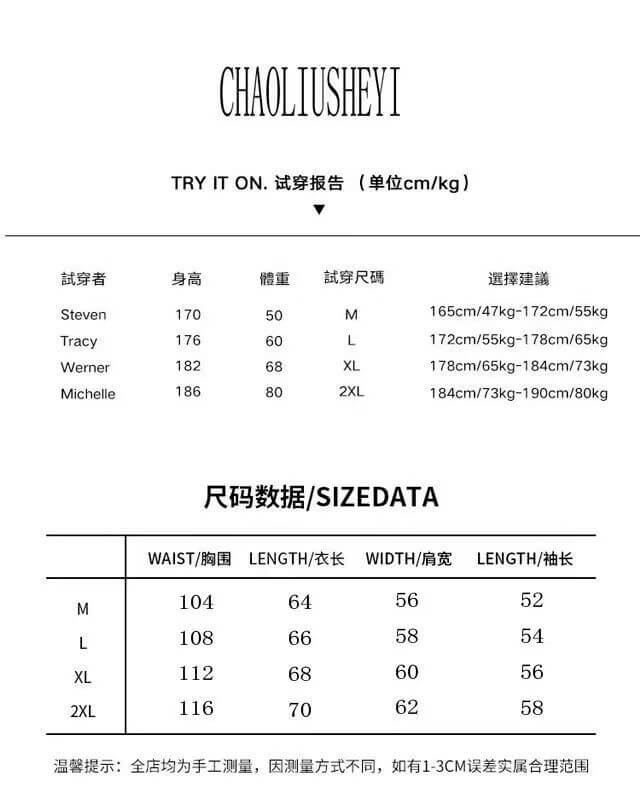 CHAOLIUSHEYI
TRY IT ON. 试穿报告 （单位cm/kg）
試穿者 身高 體重 試穿尺碼 選擇建議
Steven 170 50 M 165cm/47kg-172cm/55kg
Tracy 176 60 L 172cm/55kg-178cm/65kg
Werner 182 68 XL 178cm/65kg-184cm/73kg
Michelle 186 80 2XL 184cm/73kg-190cm/80kg
尺码数据/SIZEDATA
WAIST/胸围 LENGTH/衣长 WIDTH/肩宽 LENGTH/袖长
M 104 64 56 52
L 108 66 58 54
XL 112 68 60 56
2XL 116 70 62 58
温馨提示：全店均为手工测量，因测量方式不同，如有1-3CM误差实属合理范围